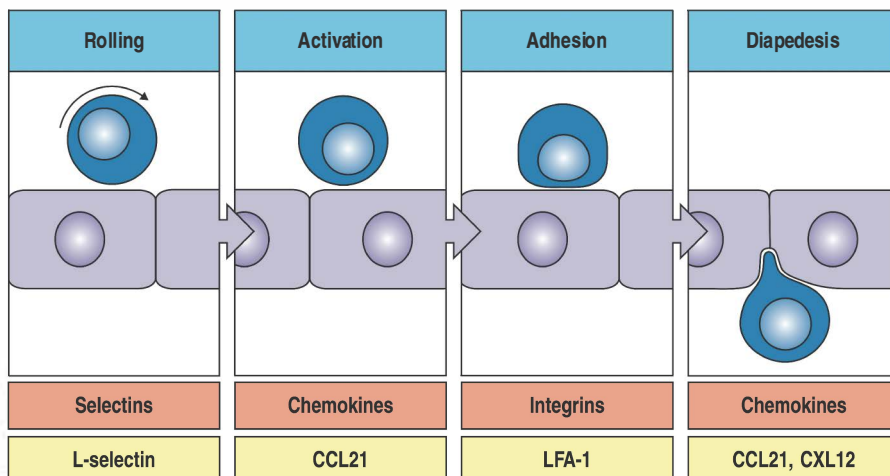 Rolling
Activation
Adhesion
Diapedesis
Selectins
Chemokines
Integrins
Chemokines
L-selectin
CCL21
LFA-1
CCL21, CXL12